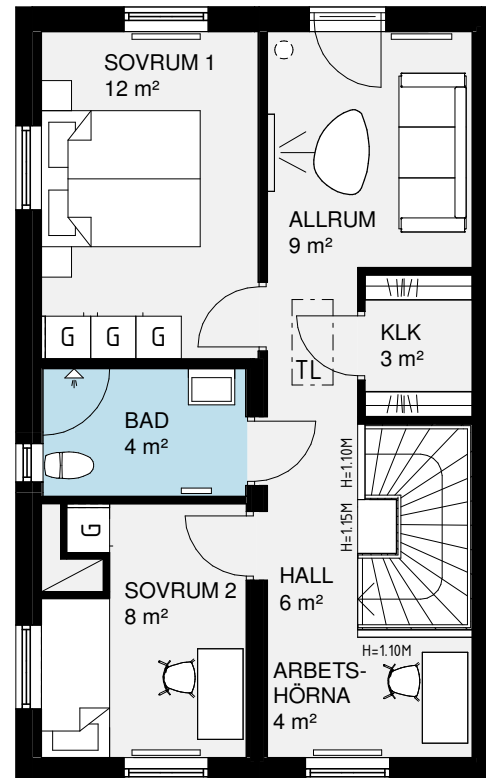 SOVRUM 1
12 m²
ALLRUM
9 m²
G G G
TL
KLK
3 m²
BAD
4 m²
H=1.10M
H=1.15M
G
SOVRUM 2
8 m²
HALL
6 m²
H=1.10M
ARBETS-
HÖRNA
4 m²